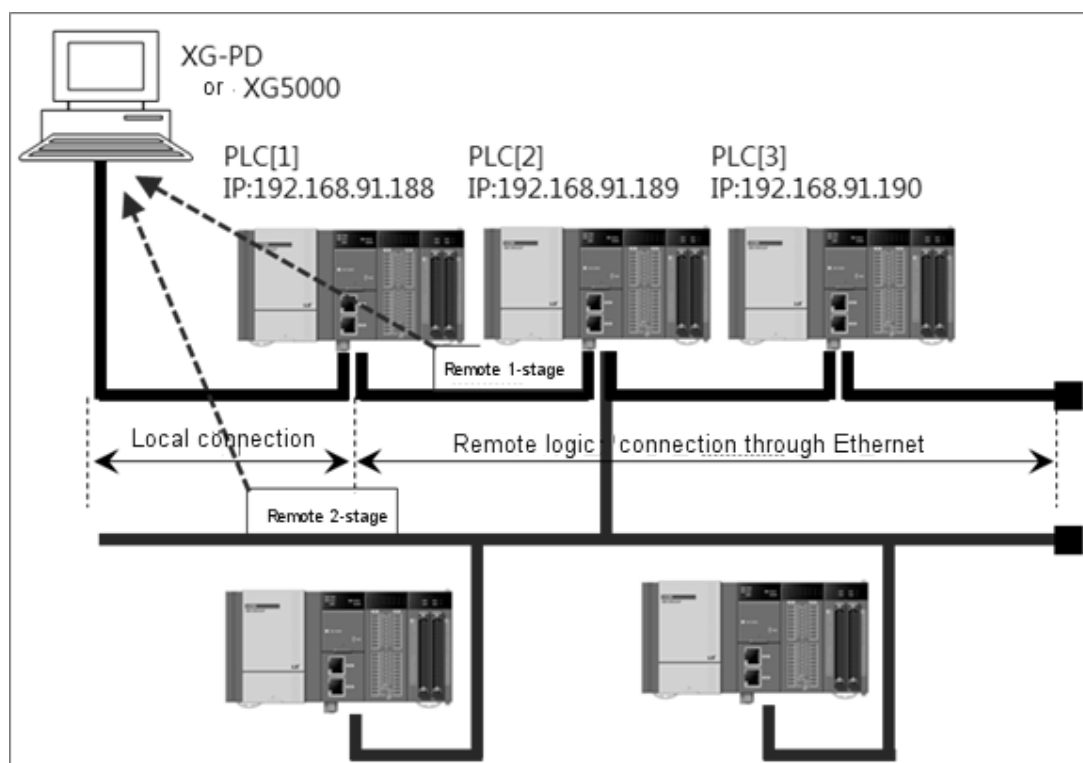 XG-PD
or XG5000
PLC[1]
IP:192.168.91.188
PLC[2]
IP:192.168.91.189
PLC[3]
IP:192.168.91.190
Remote 1-stage
Local connection
Remote logic connection through Ethernet
Remote 2-stage